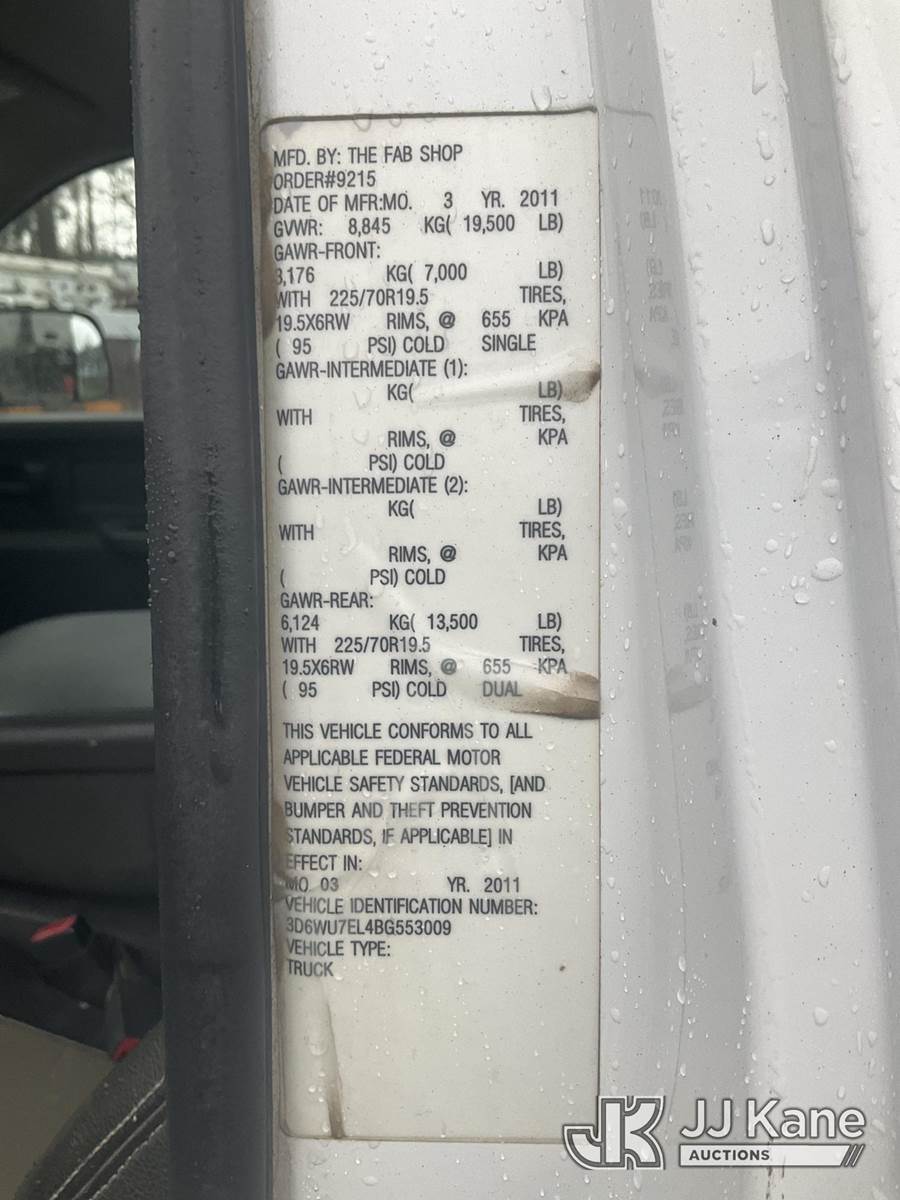 MFD. BY: THE FAB SHOP
ORDER#9215
DATE OF MFR:MO. 3 YR. 2011
GVWR: 8,845 KG( 19,500 LB)
GAWR-FRONT:
3,176 KG( 7,000 LB)
WITH 225/70R19.5 TIRES,
19.5X6RW RIMS, @ 655 KPA
( 95 PSI) COLD SINGLE
GAWR-INTERMEDIATE (1):
KG( LB)
WITH TIRES,
RIMS, @ KPA
( PSI) COLD
GAWR-INTERMEDIATE (2):
KG( LB)
WITH TIRES,
RIMS, @ KPA
( PSI) COLD
GAWR-REAR:
6,124 KG( 13,500 LB)
WITH 225/70R19.5 TIRES,
19.5X6RW RIMS, @ 655 KPA
( 95 PSI) COLD DUAL
THIS VEHICLE CONFORMS TO ALL
APPLICABLE FEDERAL MOTOR
VEHICLE SAFETY STANDARDS, [AND
BUMPER AND THEFT PREVENTION
STANDARDS, IF APPLICABLE] IN
EFFECT IN:
MO. 03 YR. 2011
VEHICLE IDENTIFICATION NUMBER:
3D6WU7EL4BG553009
VEHICLE TYPE:
TRUCK
JK JJ Kane
AUCTIONS